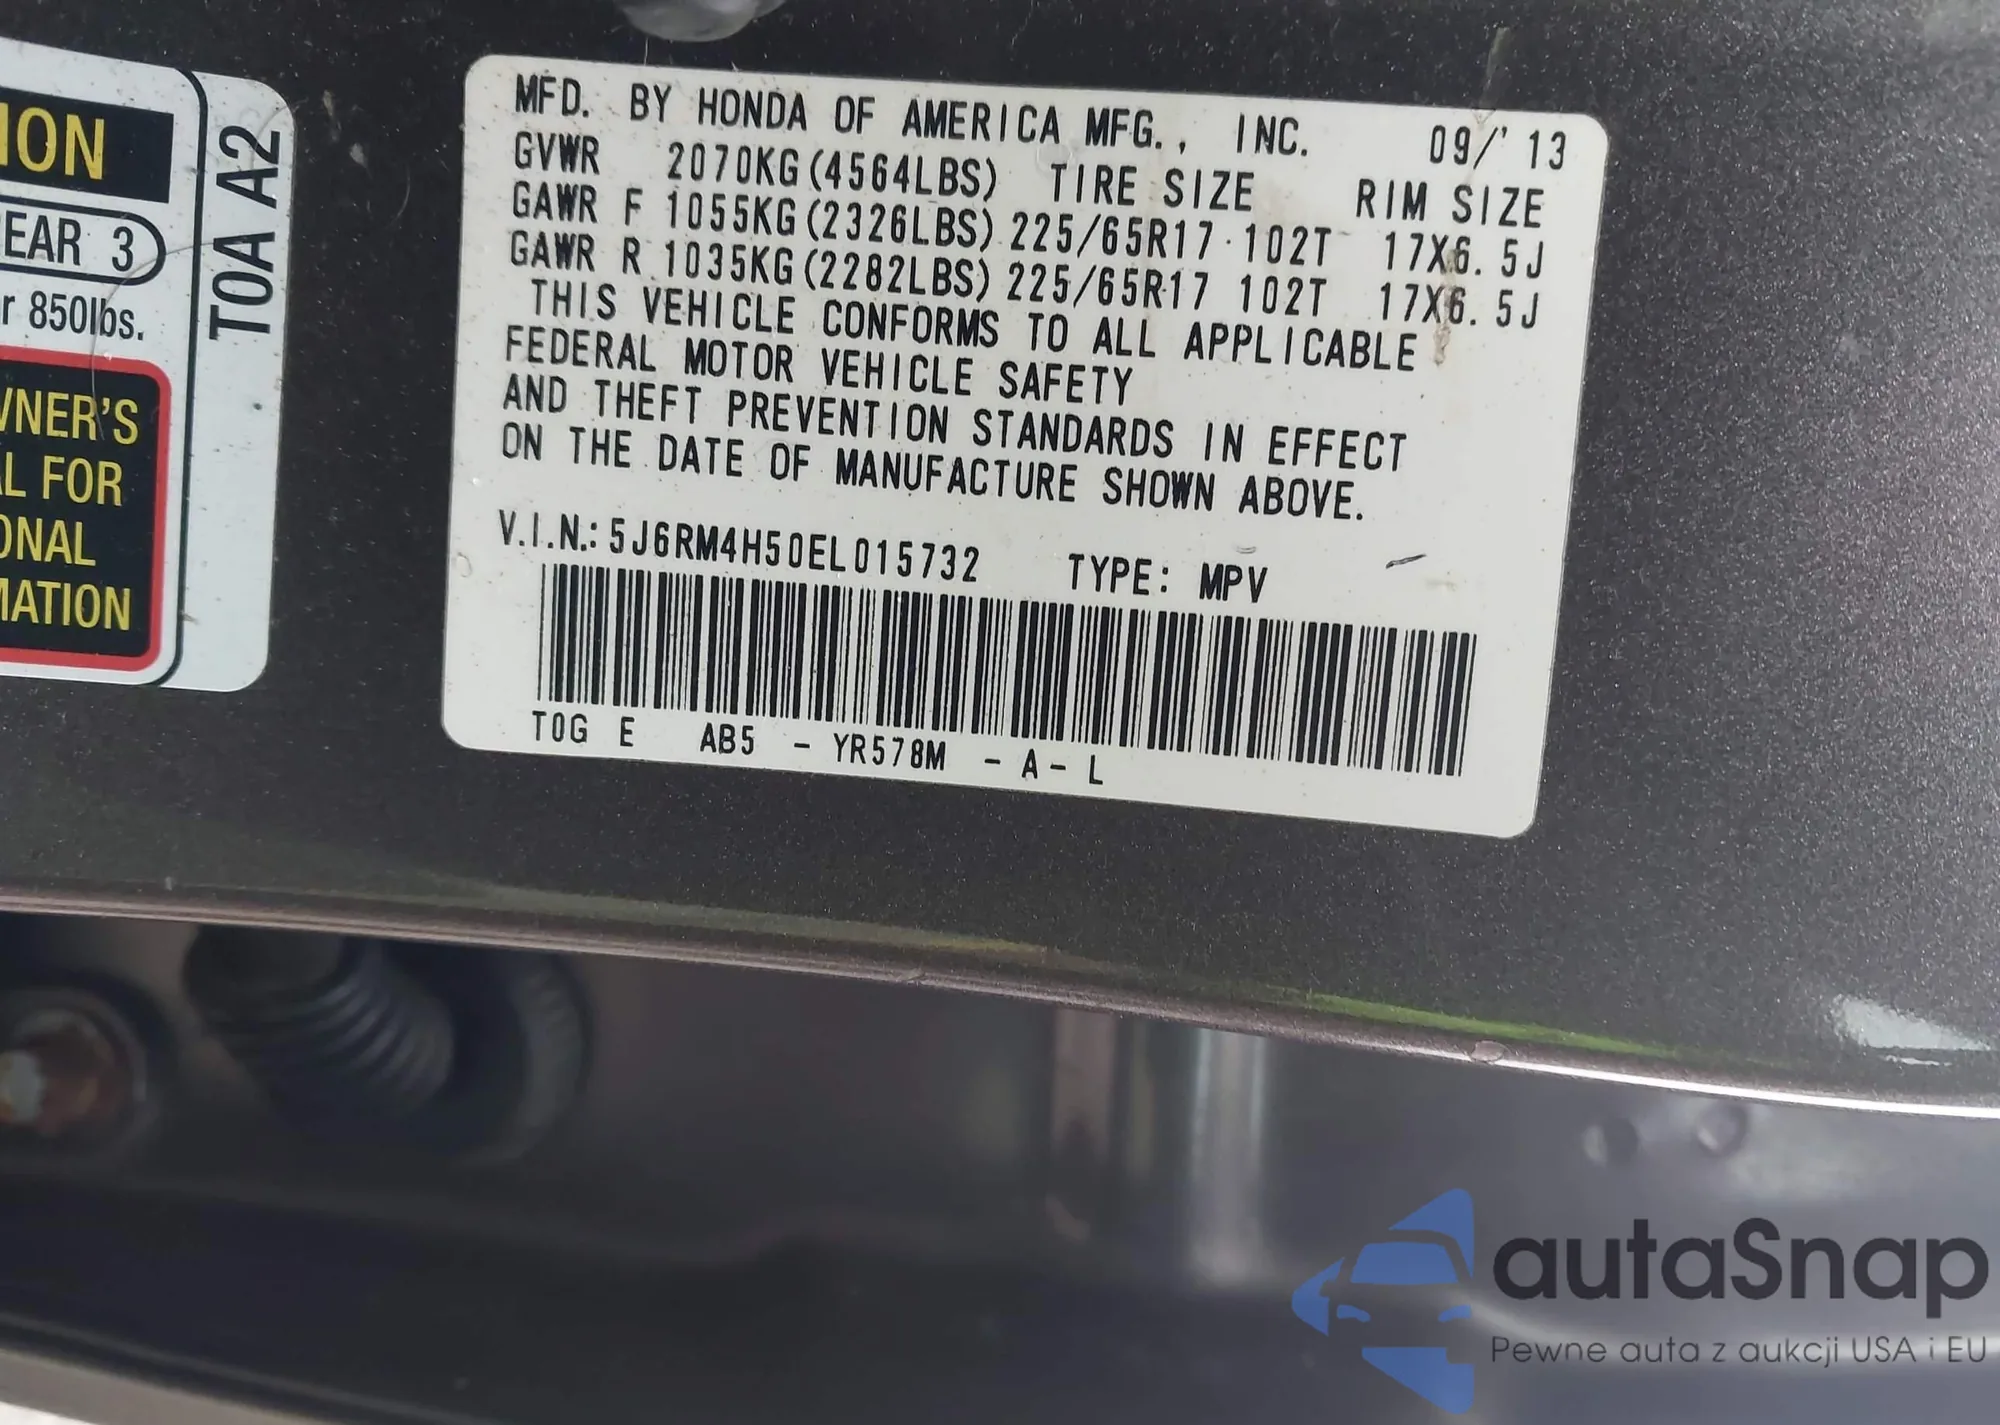 ION
EAR 3
r 850lbs.
WNER'S
AL FOR
ONAL
MATION
T0A A2
MFD. BY HONDA OF AMERICA MFG., INC. 09/'13
GVWR 2070KG(4564LBS) TIRE SIZE RIM SIZE
GAWR F 1055KG(2326LBS) 225/65R17 102T 17X6.5J
GAWR R 1035KG(2282LBS) 225/65R17 102T 17X6.5J
THIS VEHICLE CONFORMS TO ALL APPLICABLE
FEDERAL MOTOR VEHICLE SAFETY
AND THEFT PREVENTION STANDARDS IN EFFECT
ON THE DATE OF MANUFACTURE SHOWN ABOVE.
V.I.N.: 5J6RM4H50EL015732 TYPE: MPV
T0G E AB5 - YR578M - A - L
autaSnap
Pewne auta z aukcji USA i EU